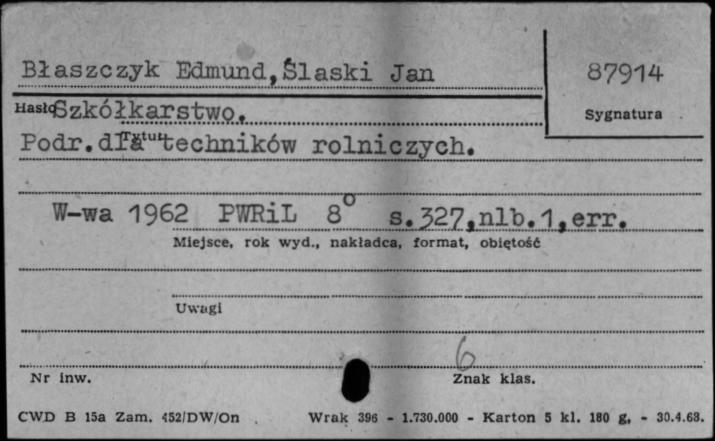 Błaszczyk Edmund, Ślaski Jan
87914
Hasło
Szkółkarstwo.
Sygnatura
Tytuł
Podr. dla techników rolniczych.
W-wa 1962 PWRiL 8° s.327,nlb.1,err.
Miejsce, rok wyd., nakładca, format, objętość
Uwagi
6
Nr inw.
Znak klas.
CWD B 15a Zam. 452/DW/On
Wrak 396 - 1.730.000 - Karton 5 kl. 180 g. - 30.4.63.